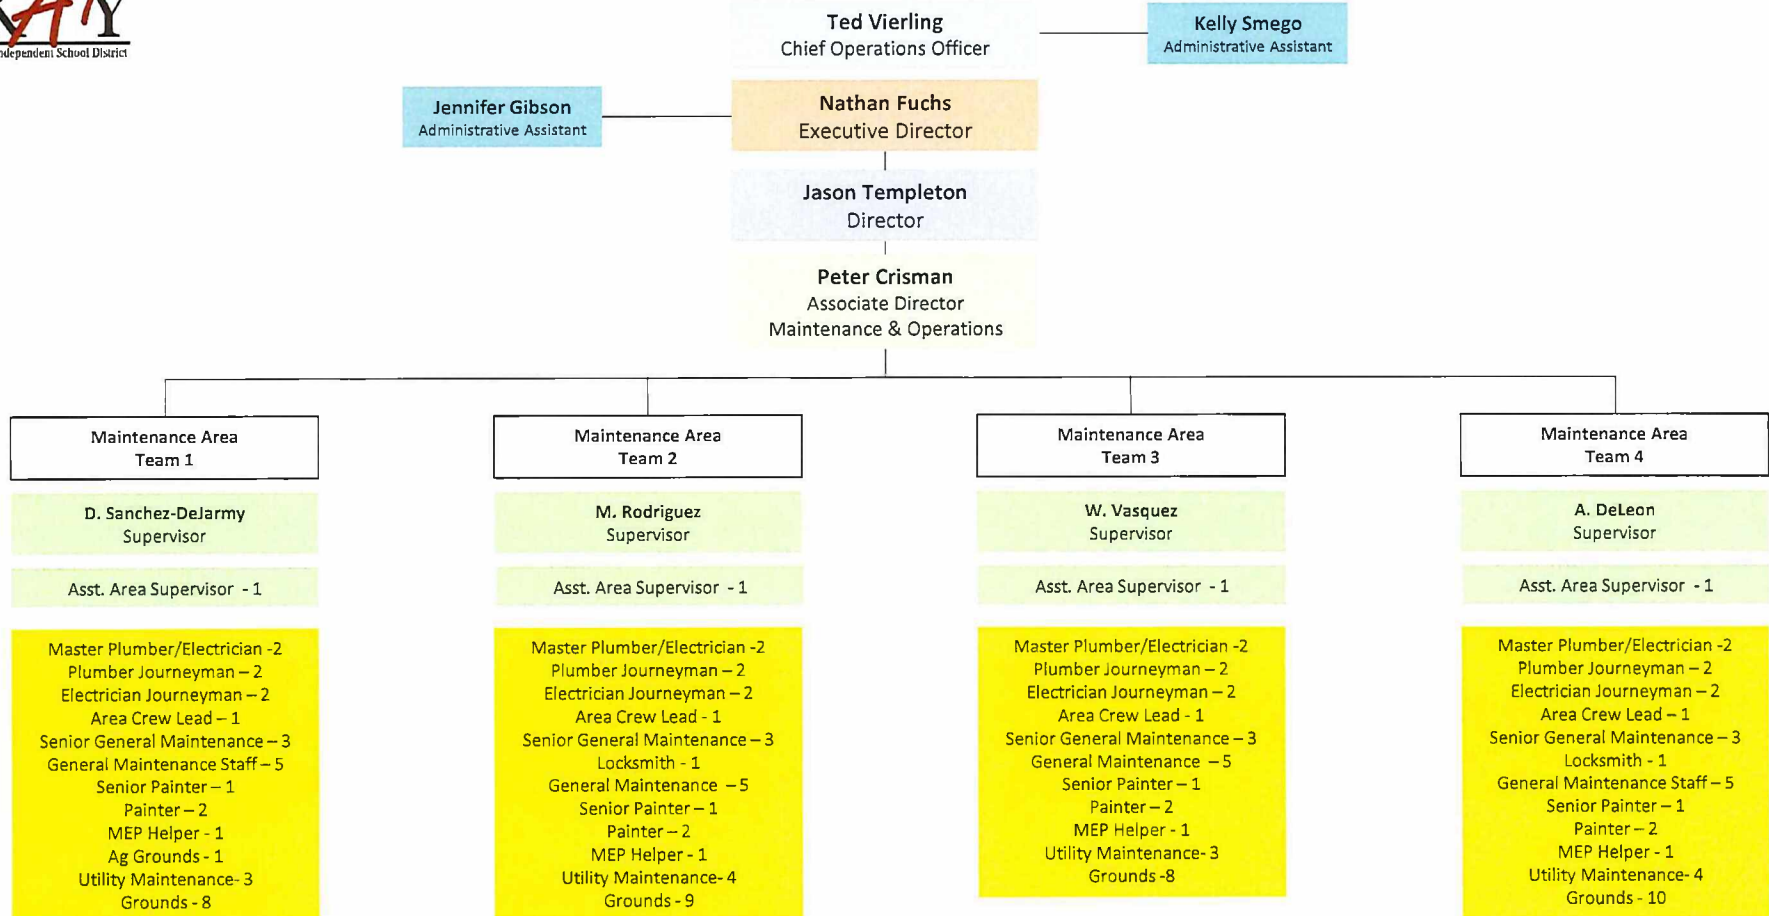 Independent School District
Ted Vierling
Chief Operations Officer
Kelly Smego
Administrative Assistant
Jennifer Gibson
Administrative Assistant
Nathan Fuchs
Executive Director
Jason Templeton
Director
Peter Crisman
Associate Director
Maintenance & Operations
Maintenance Area
Team 1
D. Sanchez-DeJarmy
Supervisor
Asst. Area Supervisor - 1
Master Plumber/Electrician -2
Plumber Journeyman – 2
Electrician Journeyman – 2
Area Crew Lead – 1
Senior General Maintenance – 3
General Maintenance Staff – 5
Senior Painter – 1
Painter – 2
MEP Helper - 1
Ag Grounds - 1
Utility Maintenance- 3
Grounds - 8
Maintenance Area
Team 2
M. Rodriguez
Supervisor
Asst. Area Supervisor - 1
Master Plumber/Electrician -2
Plumber Journeyman – 2
Electrician Journeyman – 2
Area Crew Lead - 1
Senior General Maintenance – 3
Locksmith - 1
General Maintenance – 5
Senior Painter – 1
Painter – 2
MEP Helper - 1
Utility Maintenance- 4
Grounds - 9
Maintenance Area
Team 3
W. Vasquez
Supervisor
Asst. Area Supervisor - 1
Master Plumber/Electrician -2
Plumber Journeyman – 2
Electrician Journeyman – 2
Area Crew Lead - 1
Senior General Maintenance – 3
General Maintenance – 5
Senior Painter – 1
Painter – 2
MEP Helper - 1
Utility Maintenance- 3
Grounds -8
Maintenance Area
Team 4
A. DeLeon
Supervisor
Asst. Area Supervisor - 1
Master Plumber/Electrician -2
Plumber Journeyman – 2
Electrician Journeyman – 2
Area Crew Lead – 1
Senior General Maintenance – 3
Locksmith - 1
General Maintenance Staff – 5
Senior Painter – 1
Painter – 2
MEP Helper - 1
Utility Maintenance- 4
Grounds - 10